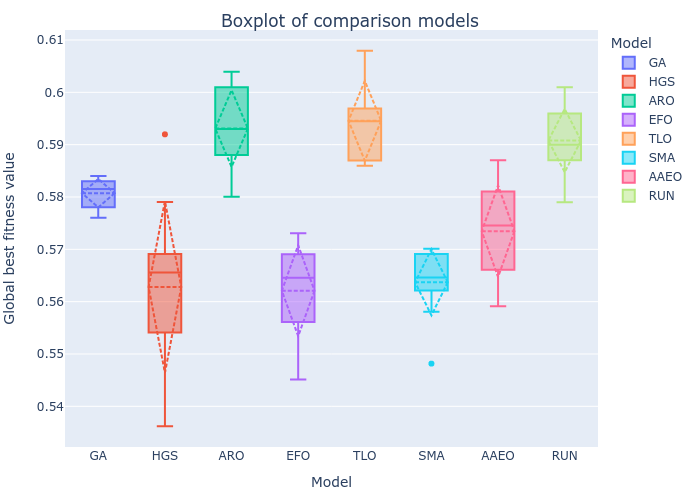 Boxplot of comparison models
Global best fitness value
0.61
0.6
0.59
0.58
0.57
0.56
0.55
0.54
GA
HGS
ARO
EFO
TLO
SMA
AAEO
RUN
Model
Model
GA
HGS
ARO
EFO
TLO
SMA
AAEO
RUN